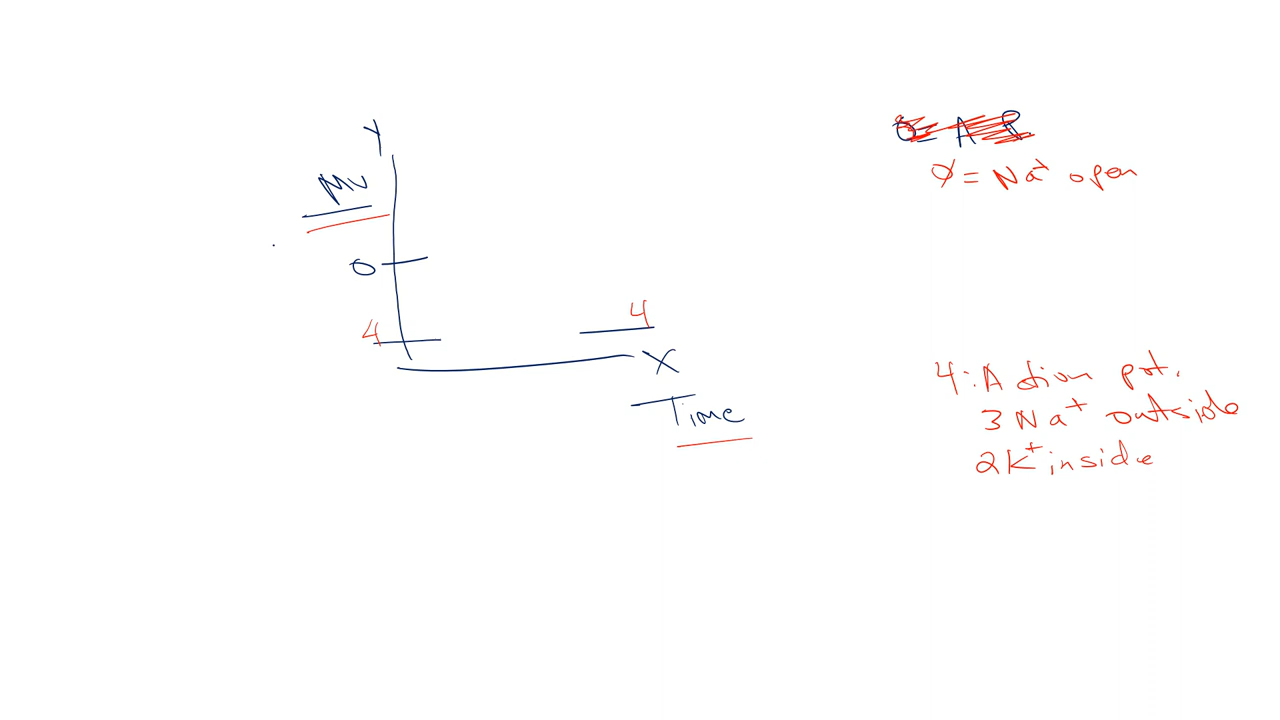 Y
Mv
0
4
4
X
Time
Ø = Na+ open
4: Action pot.
3 Na+ outside
2K+ inside